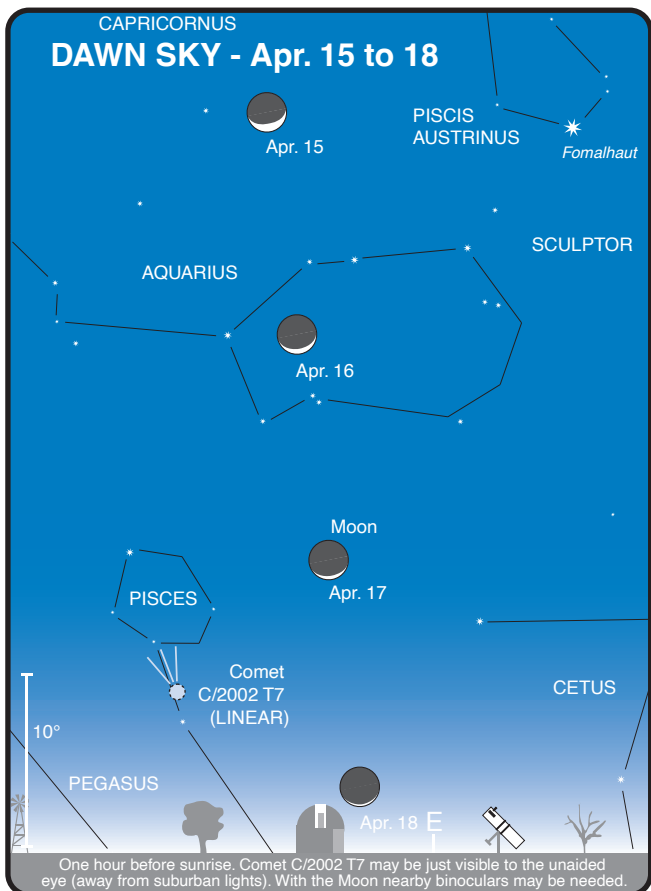 CAPRICORNUS
DAWN SKY - Apr. 15 to 18
PISCIS
AUSTRINUS
Apr. 15
Fomalhaut
SCULPTOR
AQUARIUS
Apr. 16
Moon
Apr. 17
PISCES
Comet
C/2002 T7
(LINEAR)
CETUS
10°
PEGASUS
Apr. 18
E
One hour before sunrise. Comet C/2002 T7 may be just visible to the unaided
eye (away from suburban lights). With the Moon nearby binoculars may be needed.